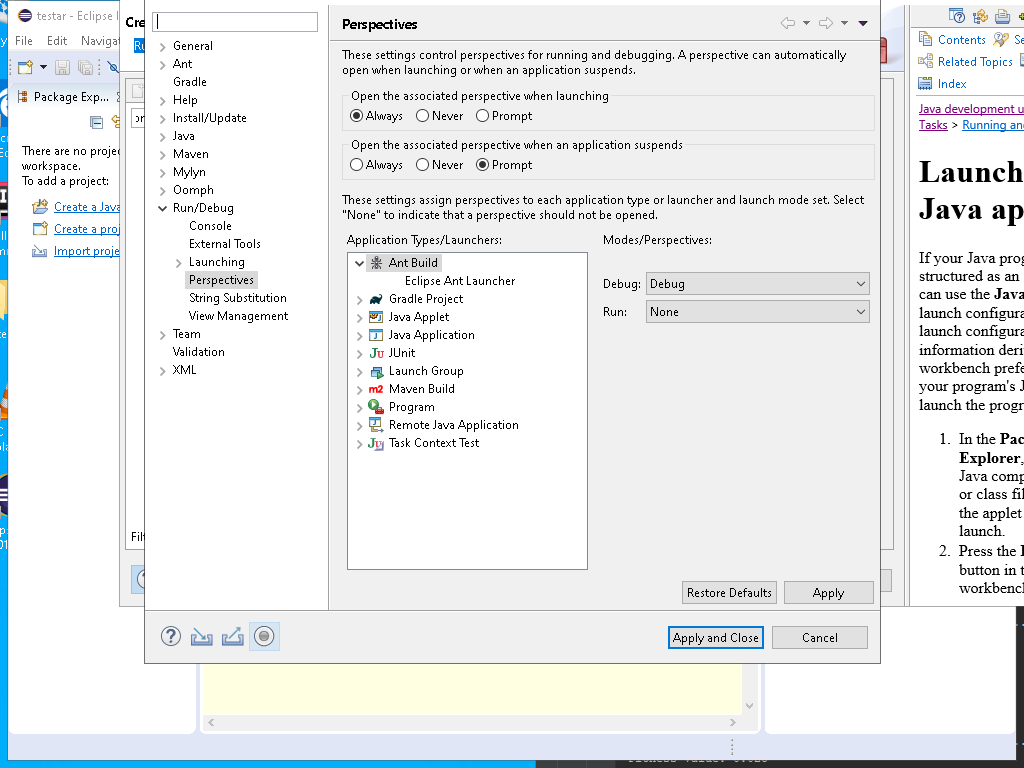 testar - Eclipse I
File Edit Navigat
Package Exp...
There are no proje
workspace.
To add a project:
Create a Java
Create a proj
Import proje
Cre
Ru
General
Ant
Gradle
Help
Install/Update
Java
Maven
Mylyn
Oomph
Run/Debug
Console
External Tools
Launching
Perspectives
String Substitution
View Management
Team
Validation
XML
Perspectives
These settings control perspectives for running and debugging. A perspective can automatically
open when launching or when an application suspends.
Open the associated perspective when launching
Always Never Prompt
Open the associated perspective when an application suspends
Always Never Prompt
These settings assign perspectives to each application type or launcher and launch mode set. Select
"None" to indicate that a perspective should not be opened.
Application Types/Launchers:
Ant Build
Eclipse Ant Launcher
Gradle Project
Java Applet
Java Application
JUnit
Launch Group
m2 Maven Build
Program
Remote Java Application
Task Context Test
Modes/Perspectives:
Debug: Debug
Run: None
Restore Defaults Apply
Apply and Close Cancel
Contents Se
Related Topics
Index
Java development u
Tasks > Running and
Launch
Java ap
If your Java prog
structured as an
can use the Java
launch configura
launch configura
information deri
workbench prefe
your program's J
launch the progr
1. In the Pac
Explorer,
Java comp
or class fil
the applet
launch.
2. Press the
button in t
workbench